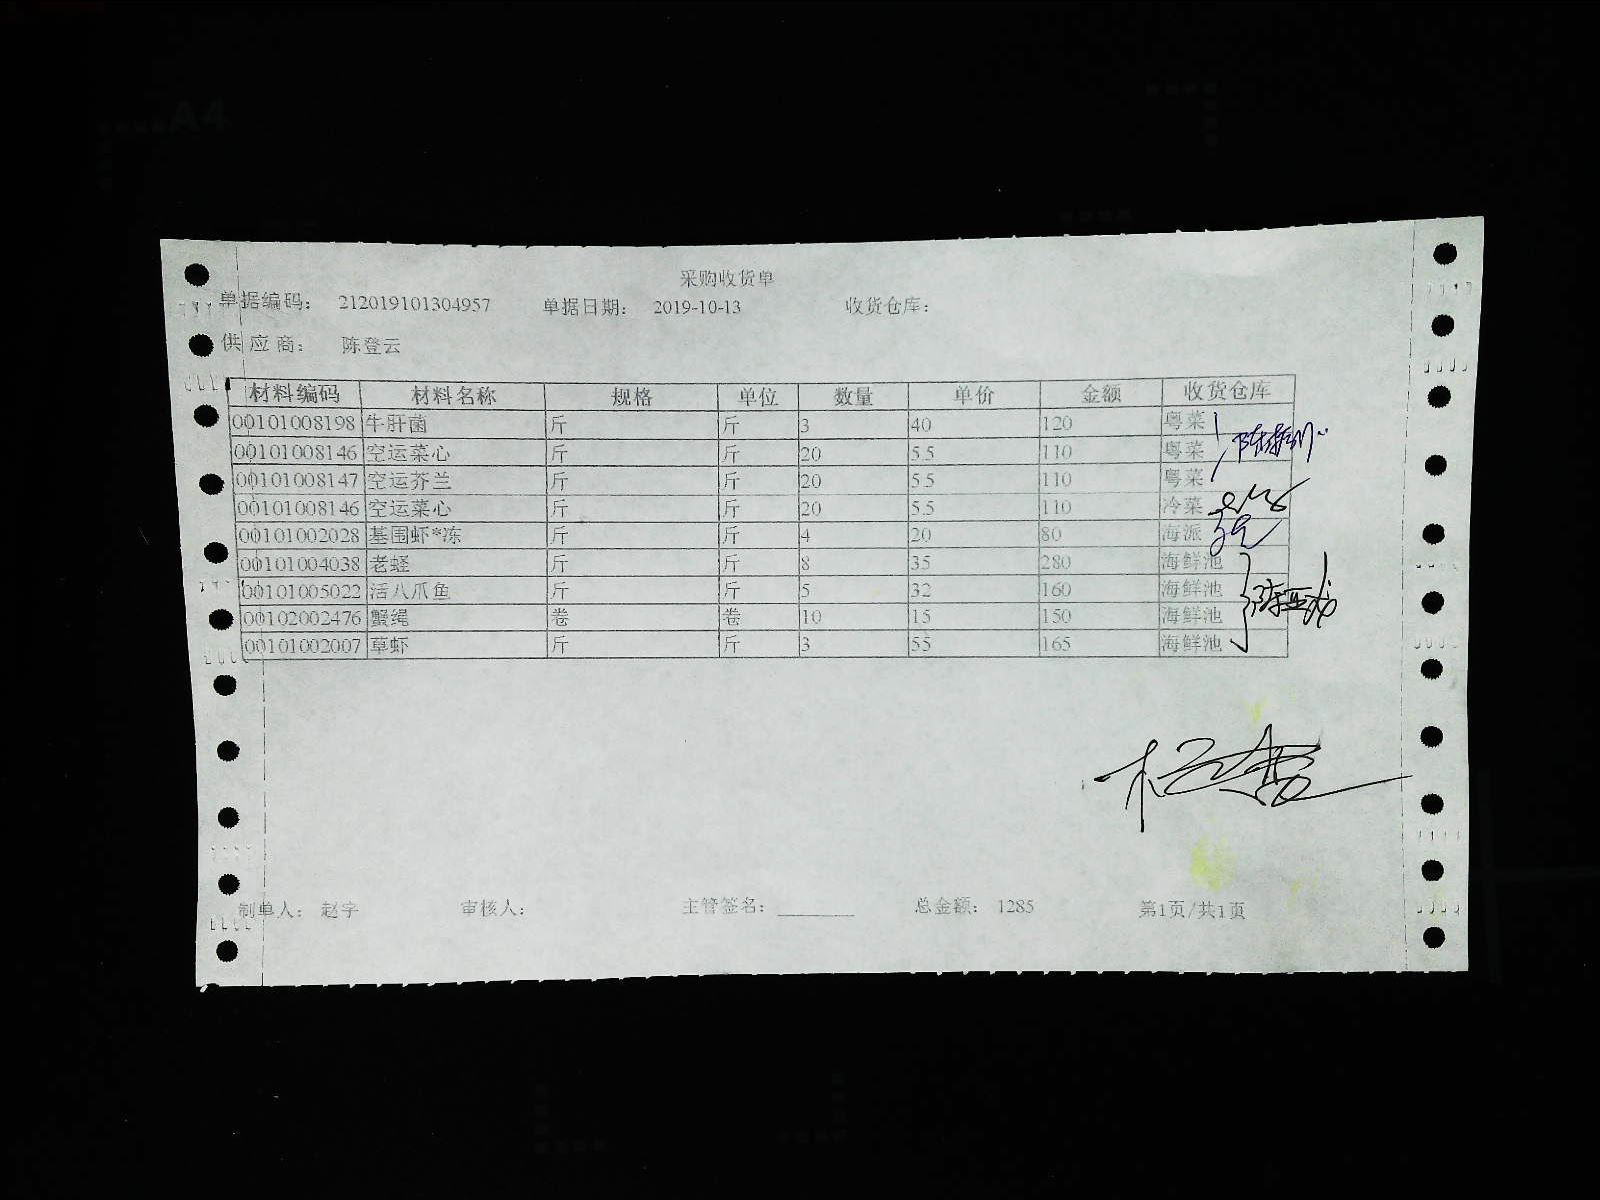 采购收货单
单据编码： 212019101304957 单据日期： 2019-10-13 收货仓库：
供应商： 陈登云
材料编码 材料名称 规格 单位 数量 单价 金额 收货仓库
00101008198 牛肝菌 斤 斤 3 40 120 粤菜
00101008146 空运菜心 斤 斤 20 5.5 110 粤菜
00101008147 空运芥兰 斤 斤 20 5.5 110 粤菜
00101008146 空运菜心 斤 斤 20 5.5 110 冷菜
00101002028 基围虾*冻 斤 斤 4 20 80 海派
00101004038 老蛏 斤 斤 8 35 280 海鲜池
00101005022 活八爪鱼 斤 斤 5 32 160 海鲜池
00102002476 蟹绳 卷 卷 10 15 150 海鲜池
00101002007 草虾 斤 斤 3 55 165 海鲜池
制单人： 赵宇 审核人： 主管签名： 总金额： 1285 第1页/共1页